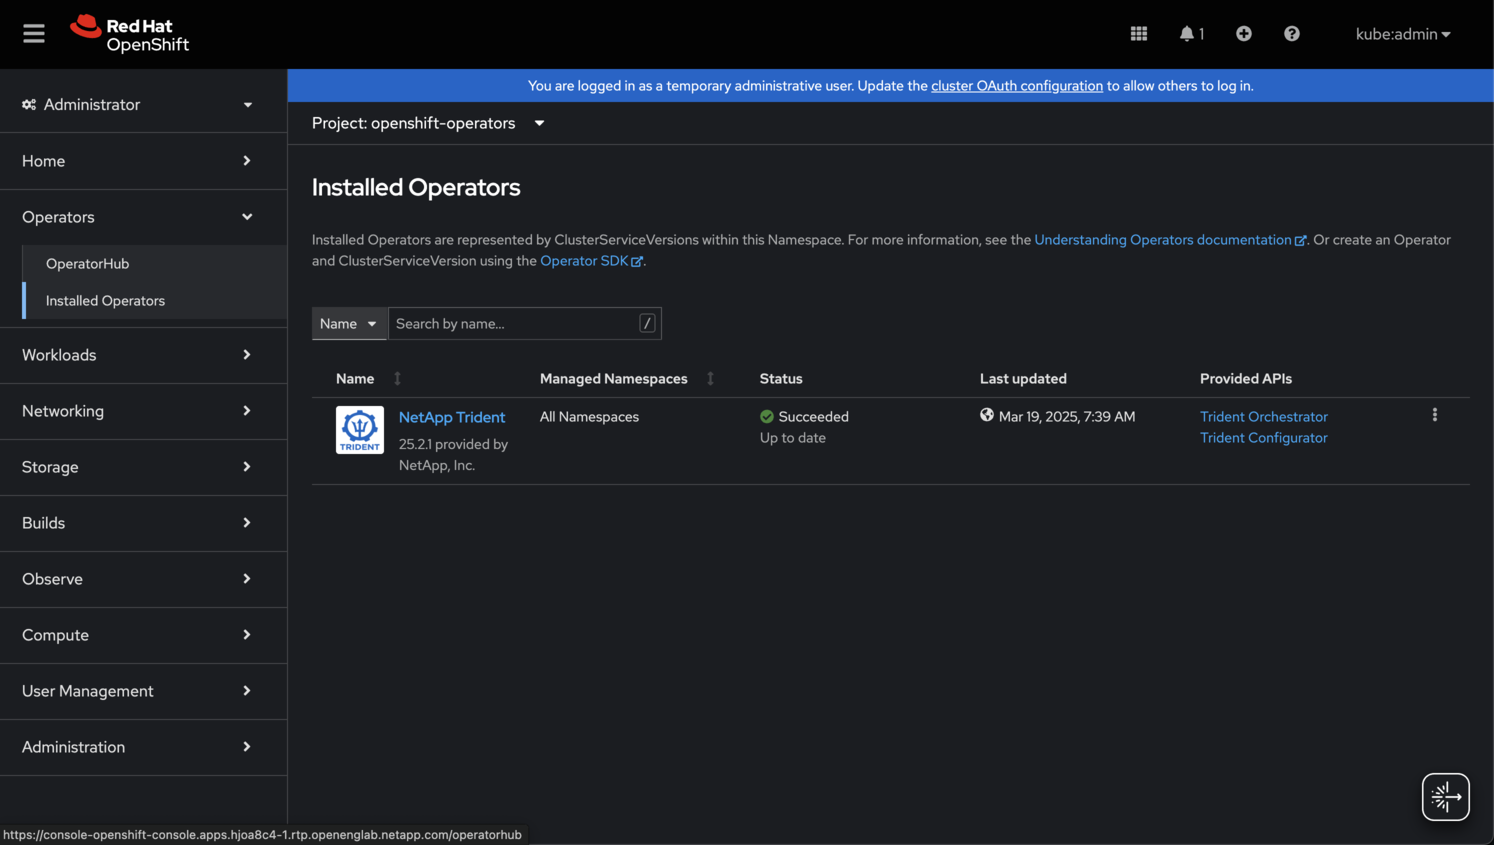 Red Hat
OpenShift
1
kube:admin
Administrator
Home
Operators
OperatorHub
Installed Operators
Workloads
Networking
Storage
Builds
Observe
Compute
User Management
Administration
You are logged in as a temporary administrative user. Update the cluster OAuth configuration to allow others to log in.
Project: openshift-operators
Installed Operators
Installed Operators are represented by ClusterServiceVersions within this Namespace. For more information, see the Understanding Operators documentation. Or create an Operator
and ClusterServiceVersion using the Operator SDK.
Name Search by name... /
Name Managed Namespaces Status Last updated Provided APIs
TRIDENT
NetApp Trident
25.2.1 provided by
NetApp, Inc.
All Namespaces
Succeeded
Up to date
Mar 19, 2025, 7:39 AM
Trident Orchestrator
Trident Configurator
https://console-openshift-console.apps.hjoa8c4-1.rtp.openenglab.netapp.com/operatorhub